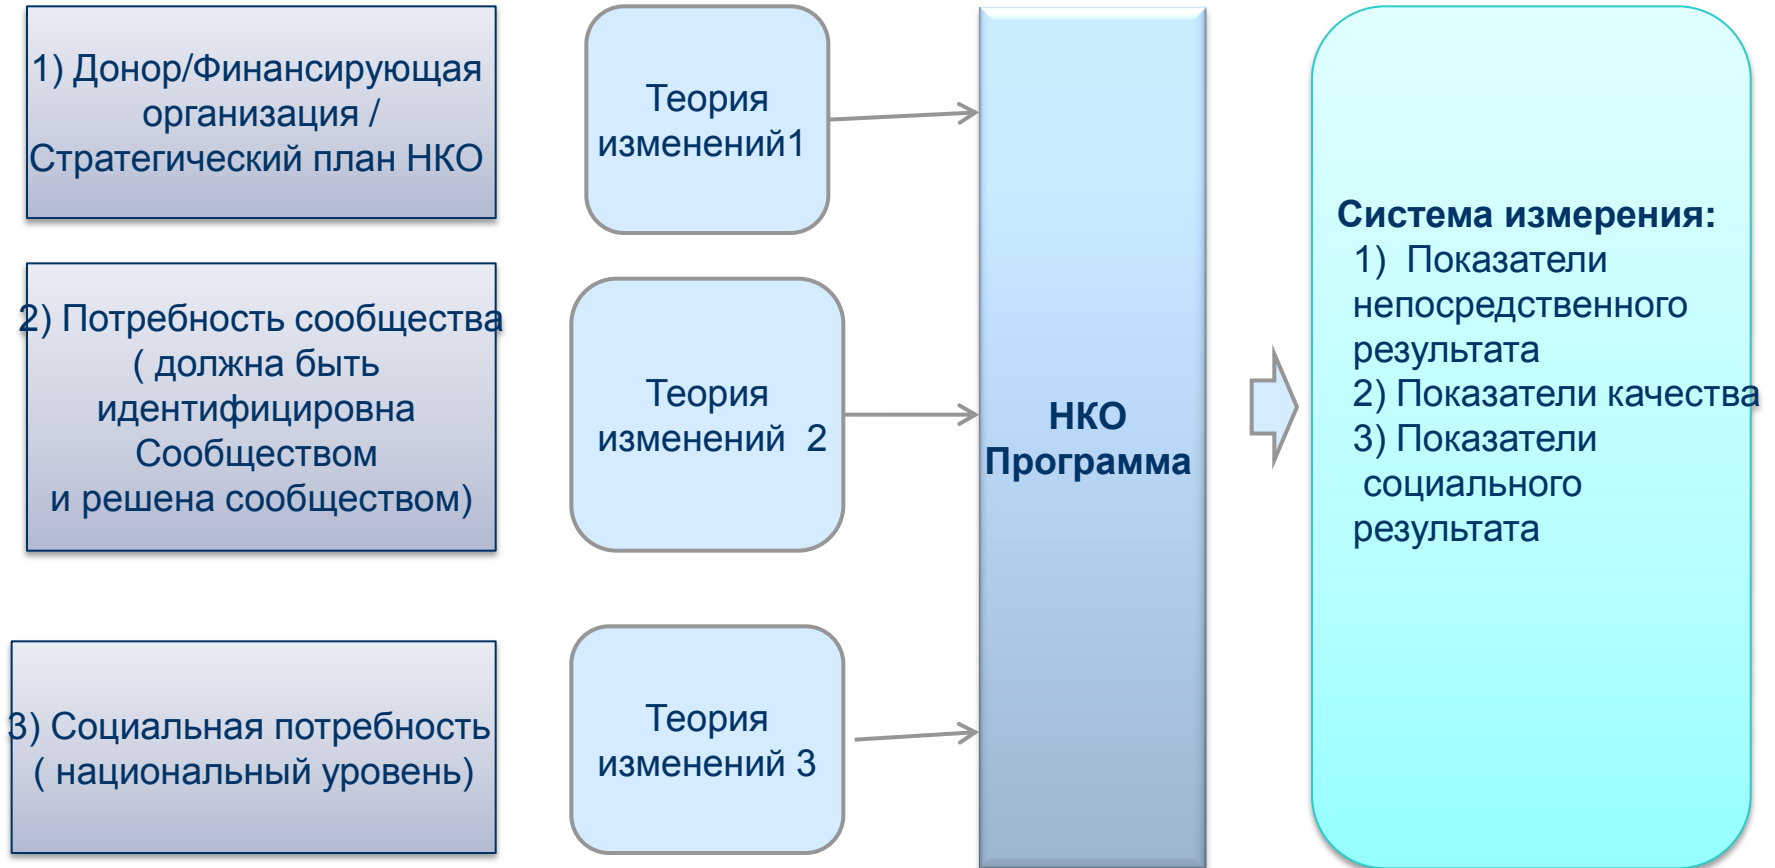 1) Донор/Финансирующая
организация /
Стратегический план НКО
Теория
изменений1
2) Потребность сообщества
( должна быть
идентифицировна
Сообществом
и решена сообществом)
Теория
изменений 2
3) Социальная потребность
( национальный уровень)
Теория
изменений 3
НКО
Программа
Система измерения:
1) Показатели
непосредственного
результата
2) Показатели качества
3) Показатели
социального
результата